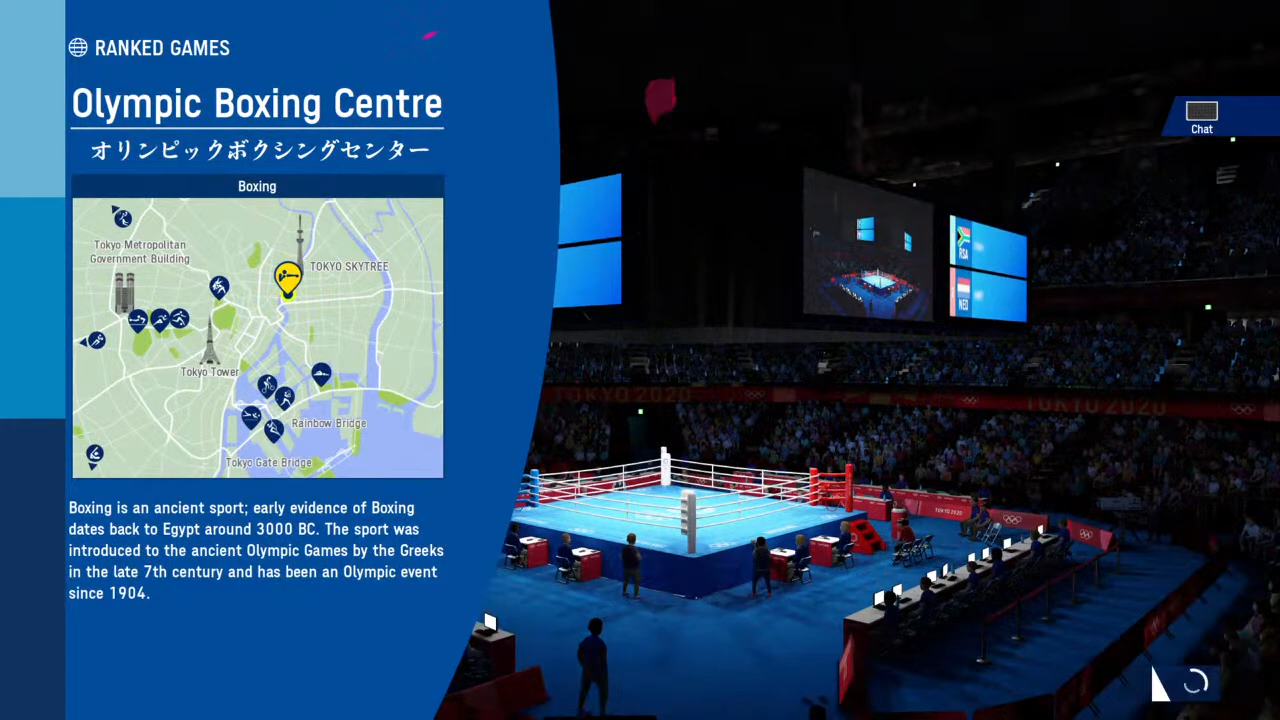 RANKED GAMES
Olympic Boxing Centre
オリンピックボクシングセンター
Boxing
Tokyo Metropolitan
Government Building
TOKYO SKYTREE
Tokyo Tower
Rainbow Bridge
Tokyo Gate Bridge
Boxing is an ancient sport; early evidence of Boxing
dates back to Egypt around 3000 BC. The sport was
introduced to the ancient Olympic Games by the Greeks
in the late 7th century and has been an Olympic event
since 1904.
Chat
RSA
NED
TOKYO 2020
TOKYO 2020
TOKYO 2020